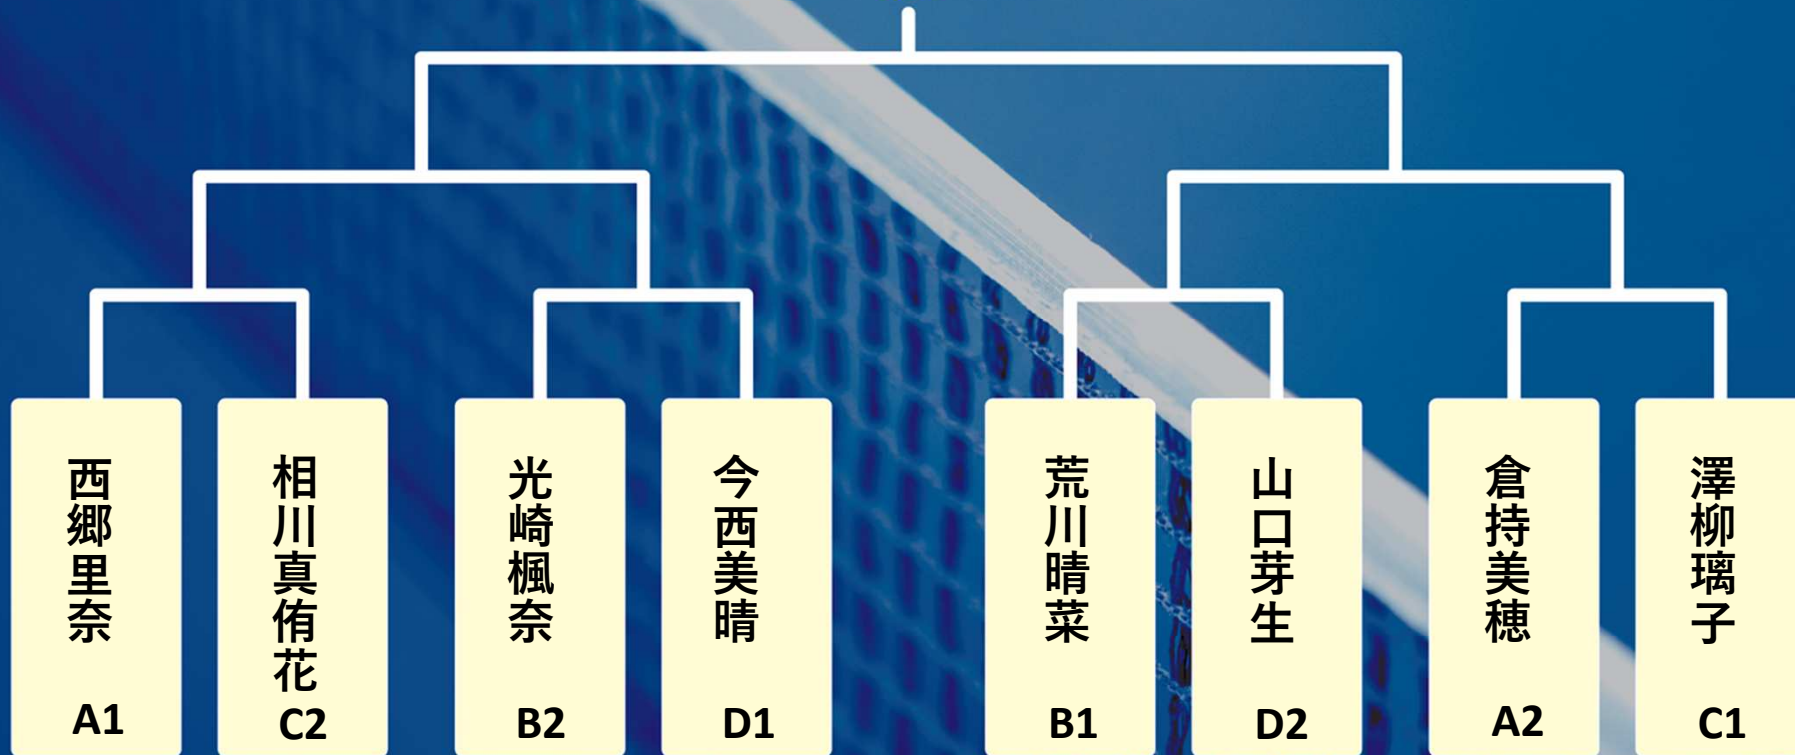 西郷里奈
A1
相川真侑花
C2
光崎楓奈
B2
今西美晴
D1
荒川晴菜
B1
山口芽生
D2
倉持美穂
A2
澤柳璃子
C1